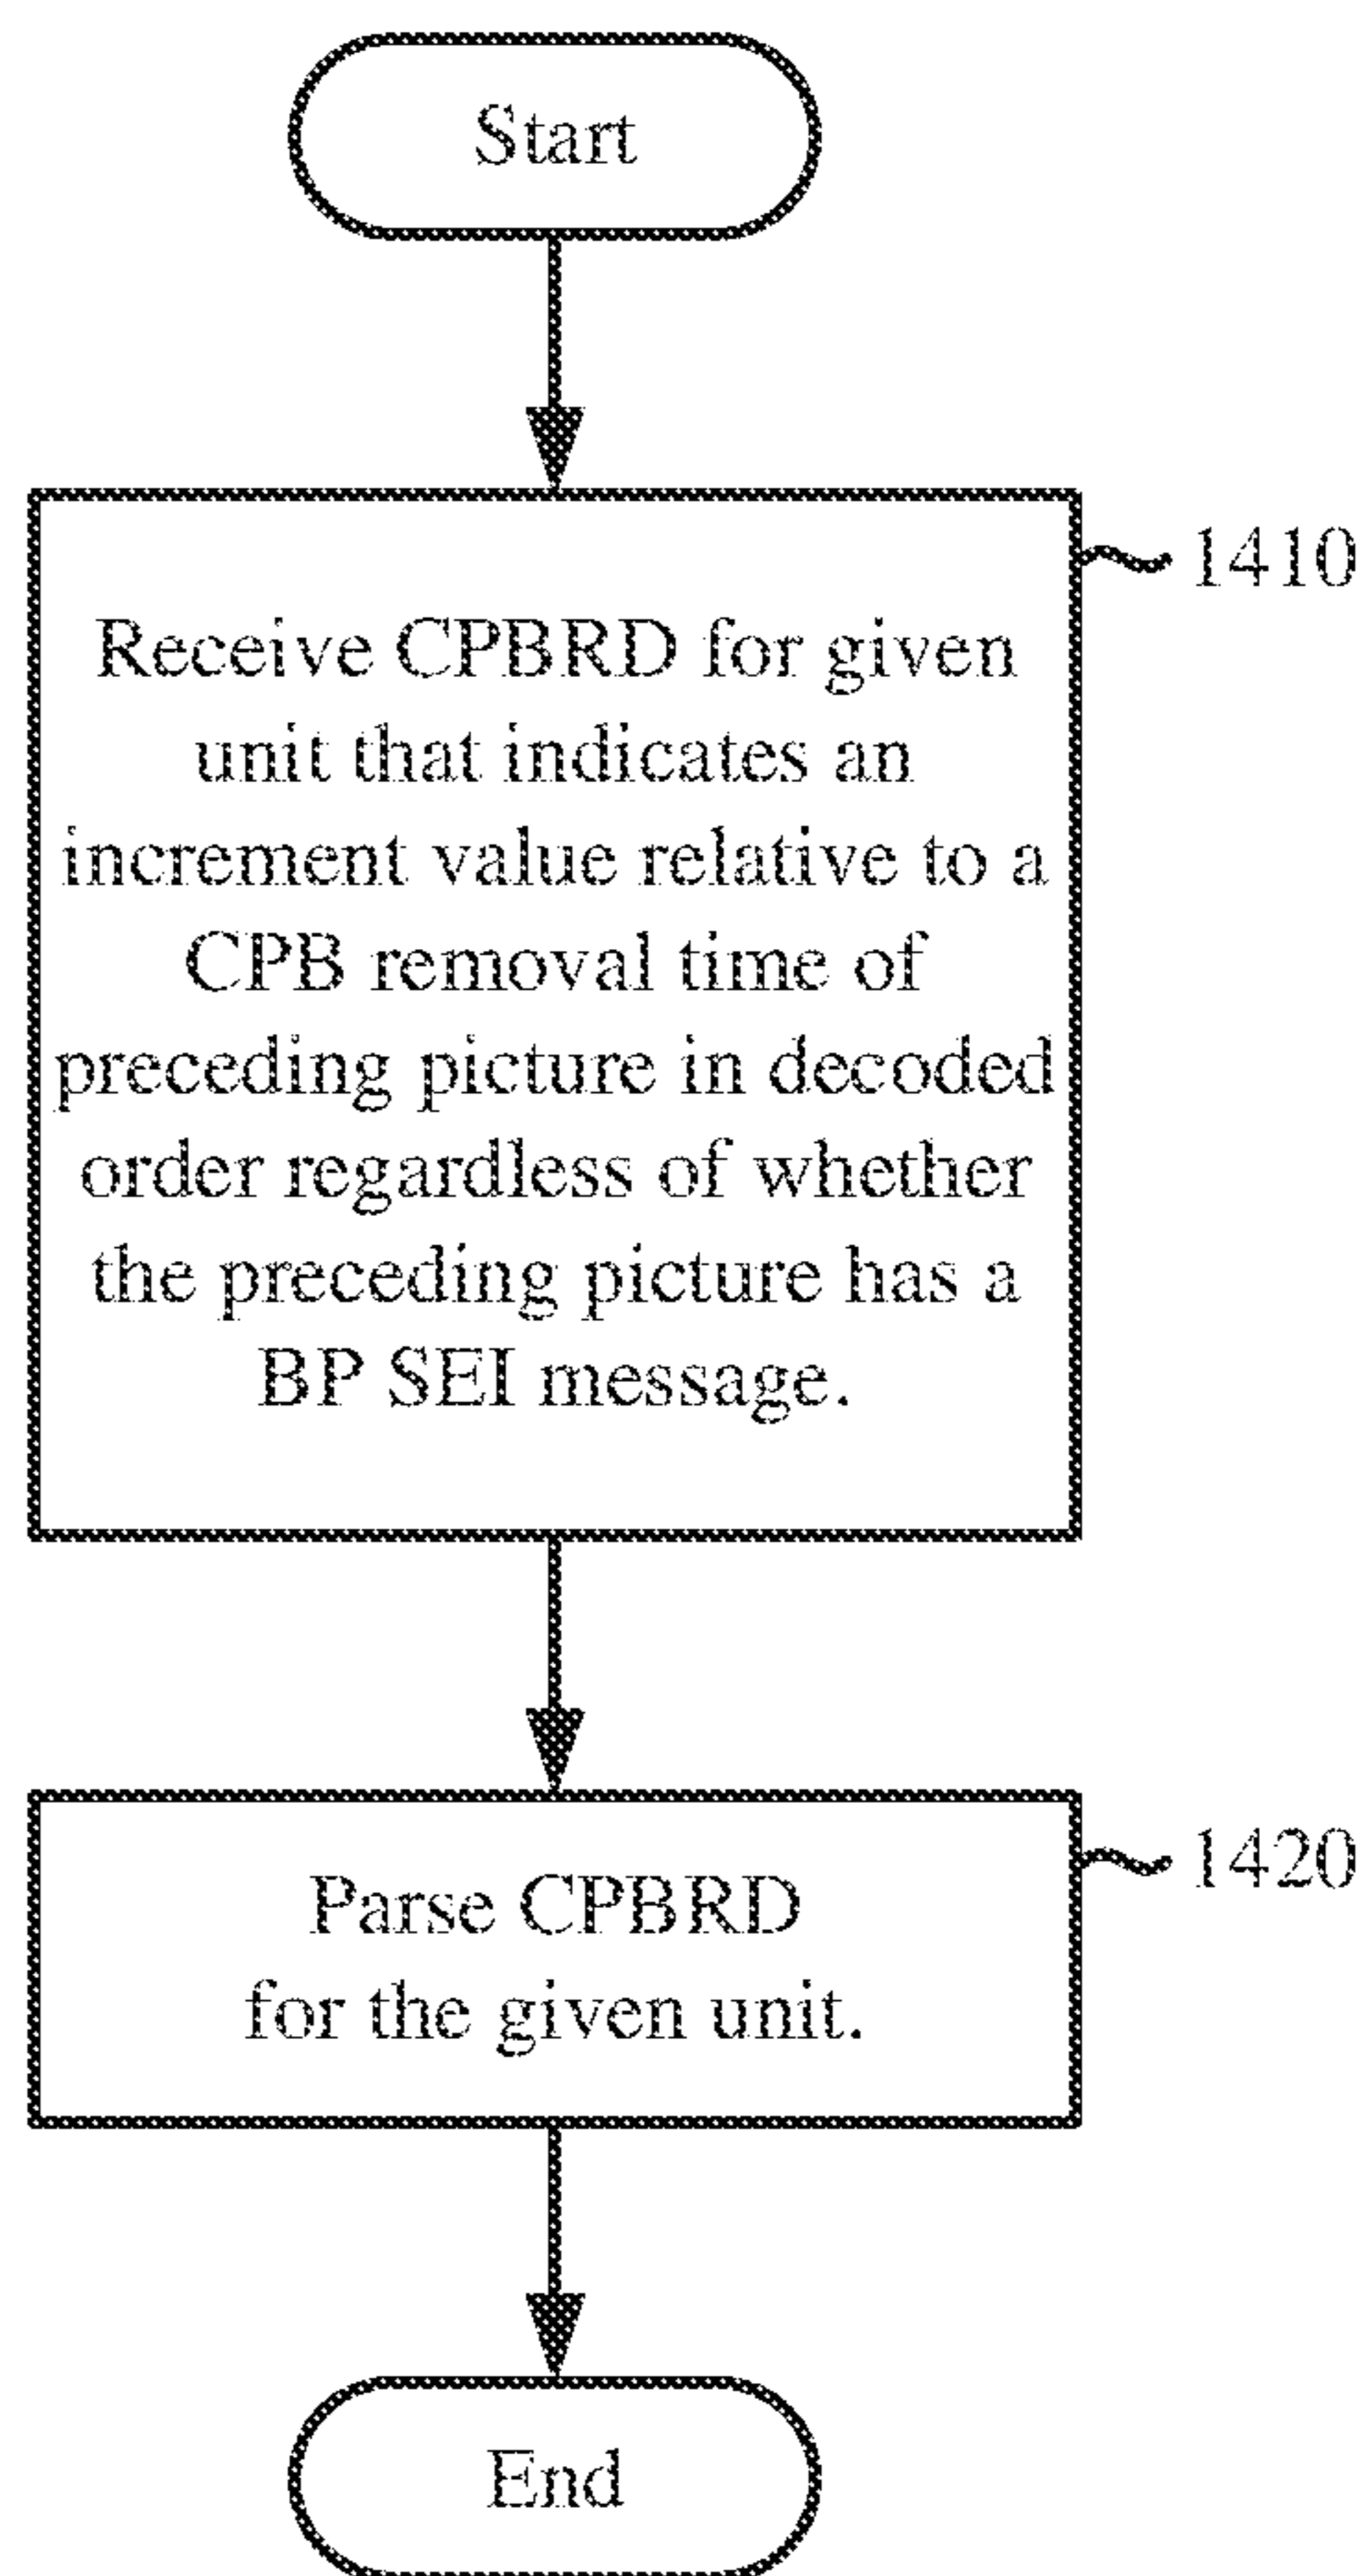 Start
1410
Receive CPBRD for given
unit that indicates an
increment value relative to a
CPB removal time of
preceding picture in decoded
order regardless of whether
the preceding picture has a
BP SEI message.
1420
Parse CPBRD
for the given unit.
End